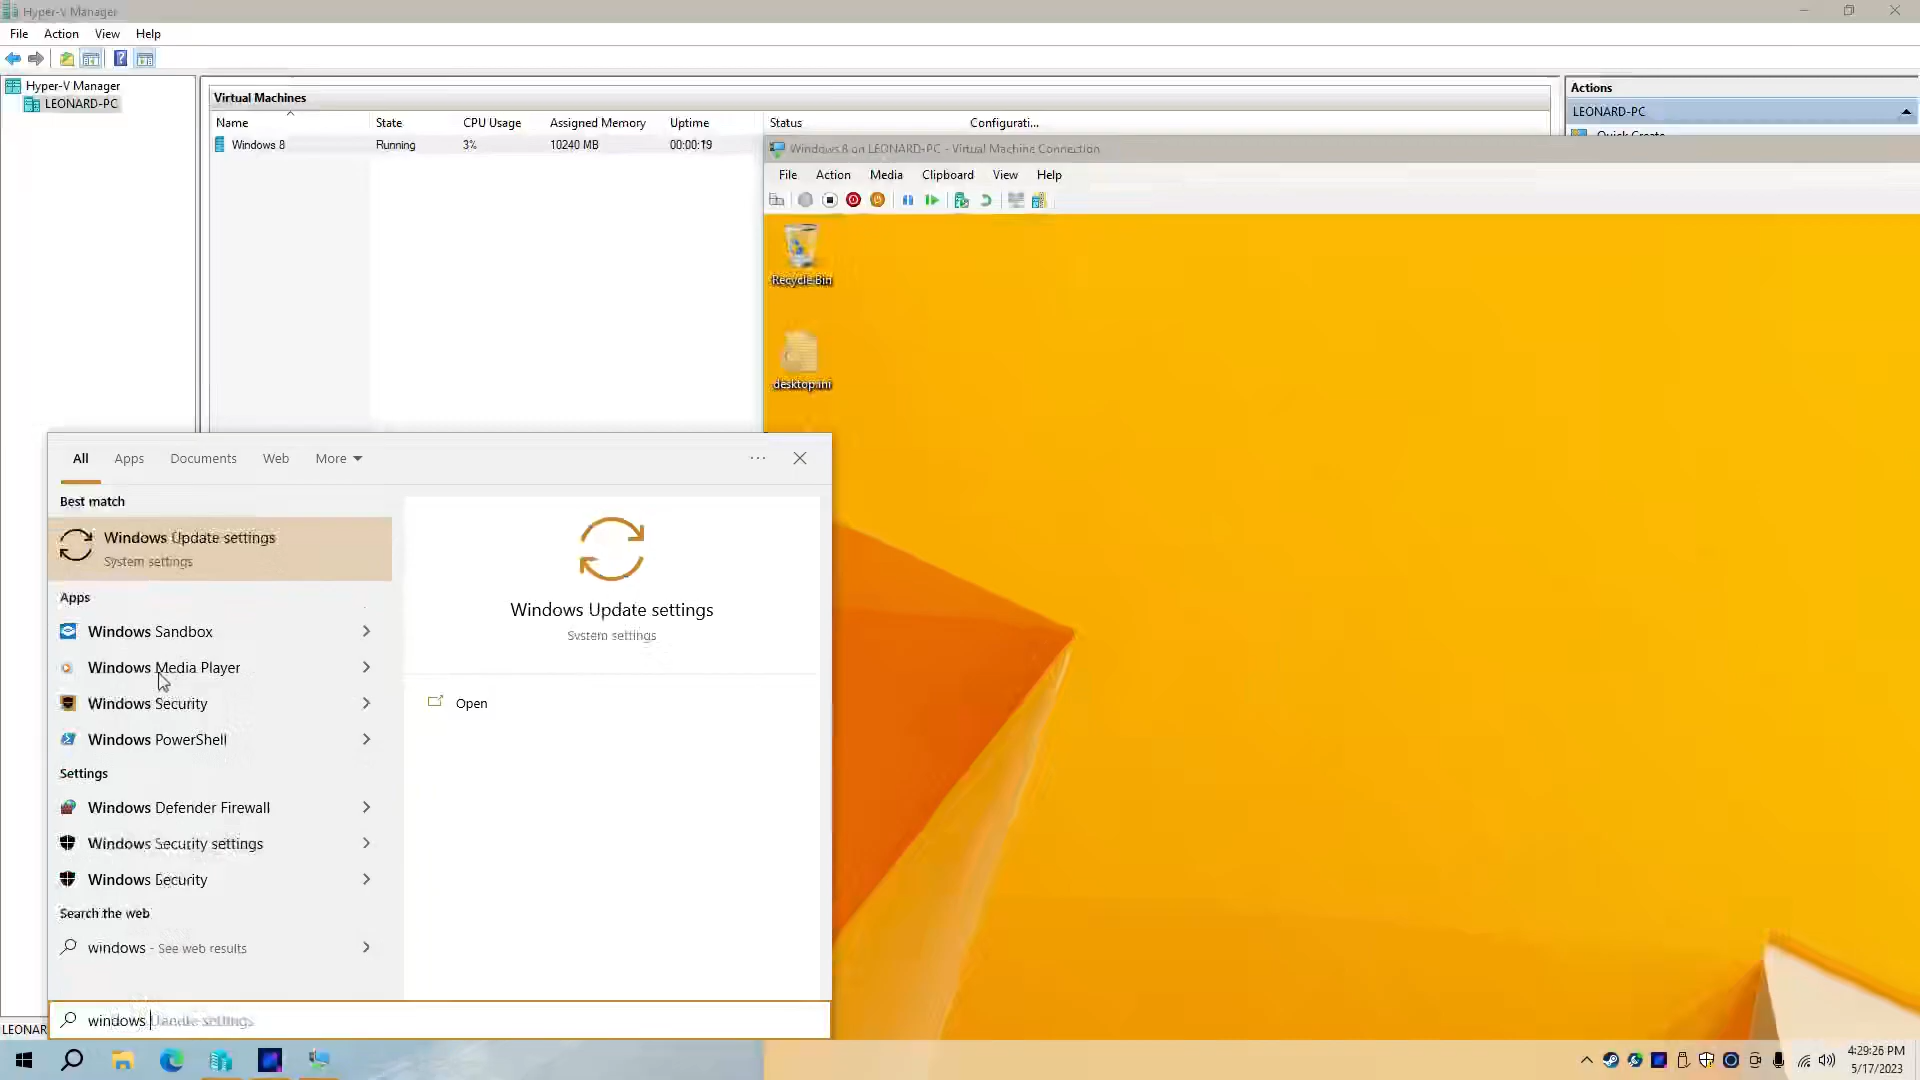 Hyper-V Manager
File Action View Help
Hyper-V Manager
LEONARD-PC
Virtual Machines
Name State CPU Usage Assigned Memory Uptime Status Configurati...
Windows 8 Running 3% 10240 MB 00:00:19
Actions
LEONARD-PC
Quick Create...
Windows 8 on LEONARD-PC - Virtual Machine Connection
File Action Media Clipboard View Help
Recycle Bin
desktop.ini
All Apps Documents Web More
Best match
Windows Update settings
System settings
Apps
Windows Sandbox
Windows Media Player
Windows Security
Windows PowerShell
Settings
Windows Defender Firewall
Windows Security settings
Windows Security
Search the web
windows - See web results
Windows Update settings
System settings
Open
windows Update settings
LEONAR
4:29:26 PM
5/17/2023